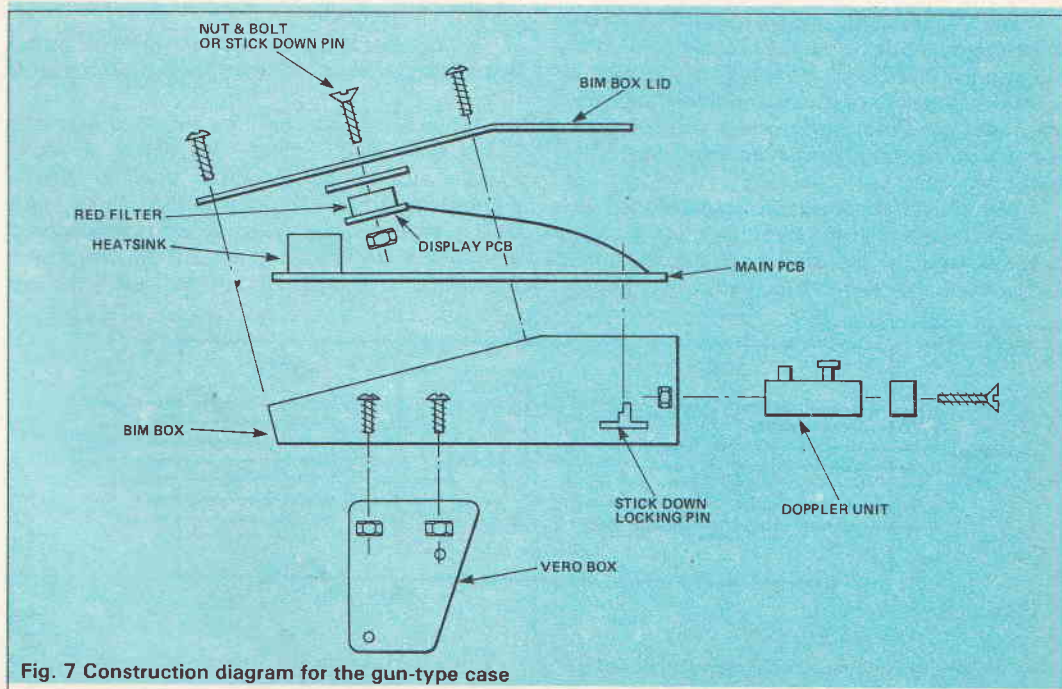 NUT & BOLT
OR STICK DOWN PIN
BIM BOX LID
RED FILTER
HEATSINK
DISPLAY PCB
MAIN PCB
BIM BOX
STICK DOWN
LOCKING PIN
DOPPLER UNIT
VERO BOX
Fig. 7 Construction diagram for the gun-type case